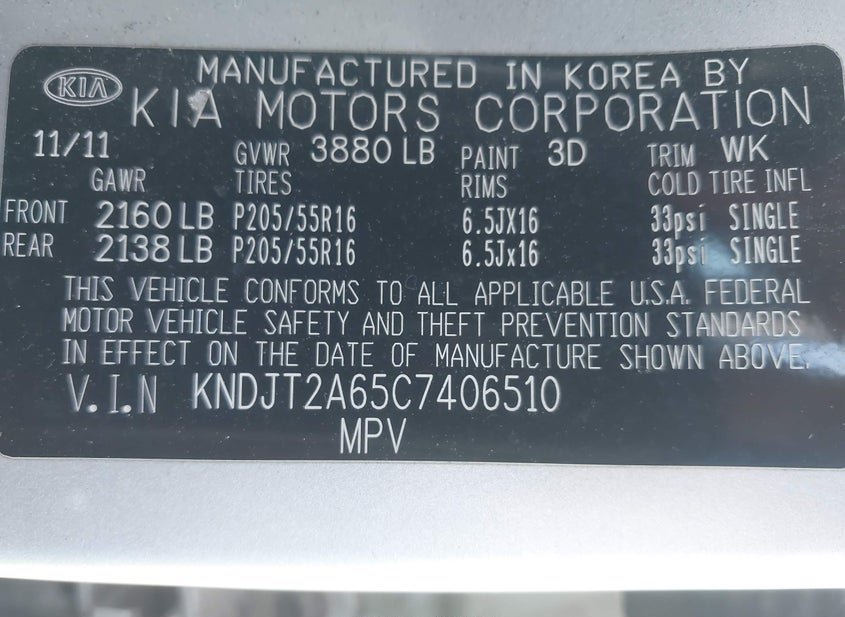 KIA MANUFACTURED IN KOREA BY
KIA MOTORS CORPORATION
11/11 GVWR 3880 LB PAINT 3D TRIM WK
GAWR TIRES RIMS COLD TIRE INFL
FRONT 2160 LB P205/55R16 6.5JX16 33psi SINGLE
REAR 2138 LB P205/55R16 6.5Jx16 33psi SINGLE
THIS VEHICLE CONFORMS TO ALL APPLICABLE U.S.A. FEDERAL
MOTOR VEHICLE SAFETY AND THEFT PREVENTION STANDARDS
IN EFFECT ON THE DATE OF MANUFACTURE SHOWN ABOVE.
V.I.N KNDJT2A65C7406510
MPV